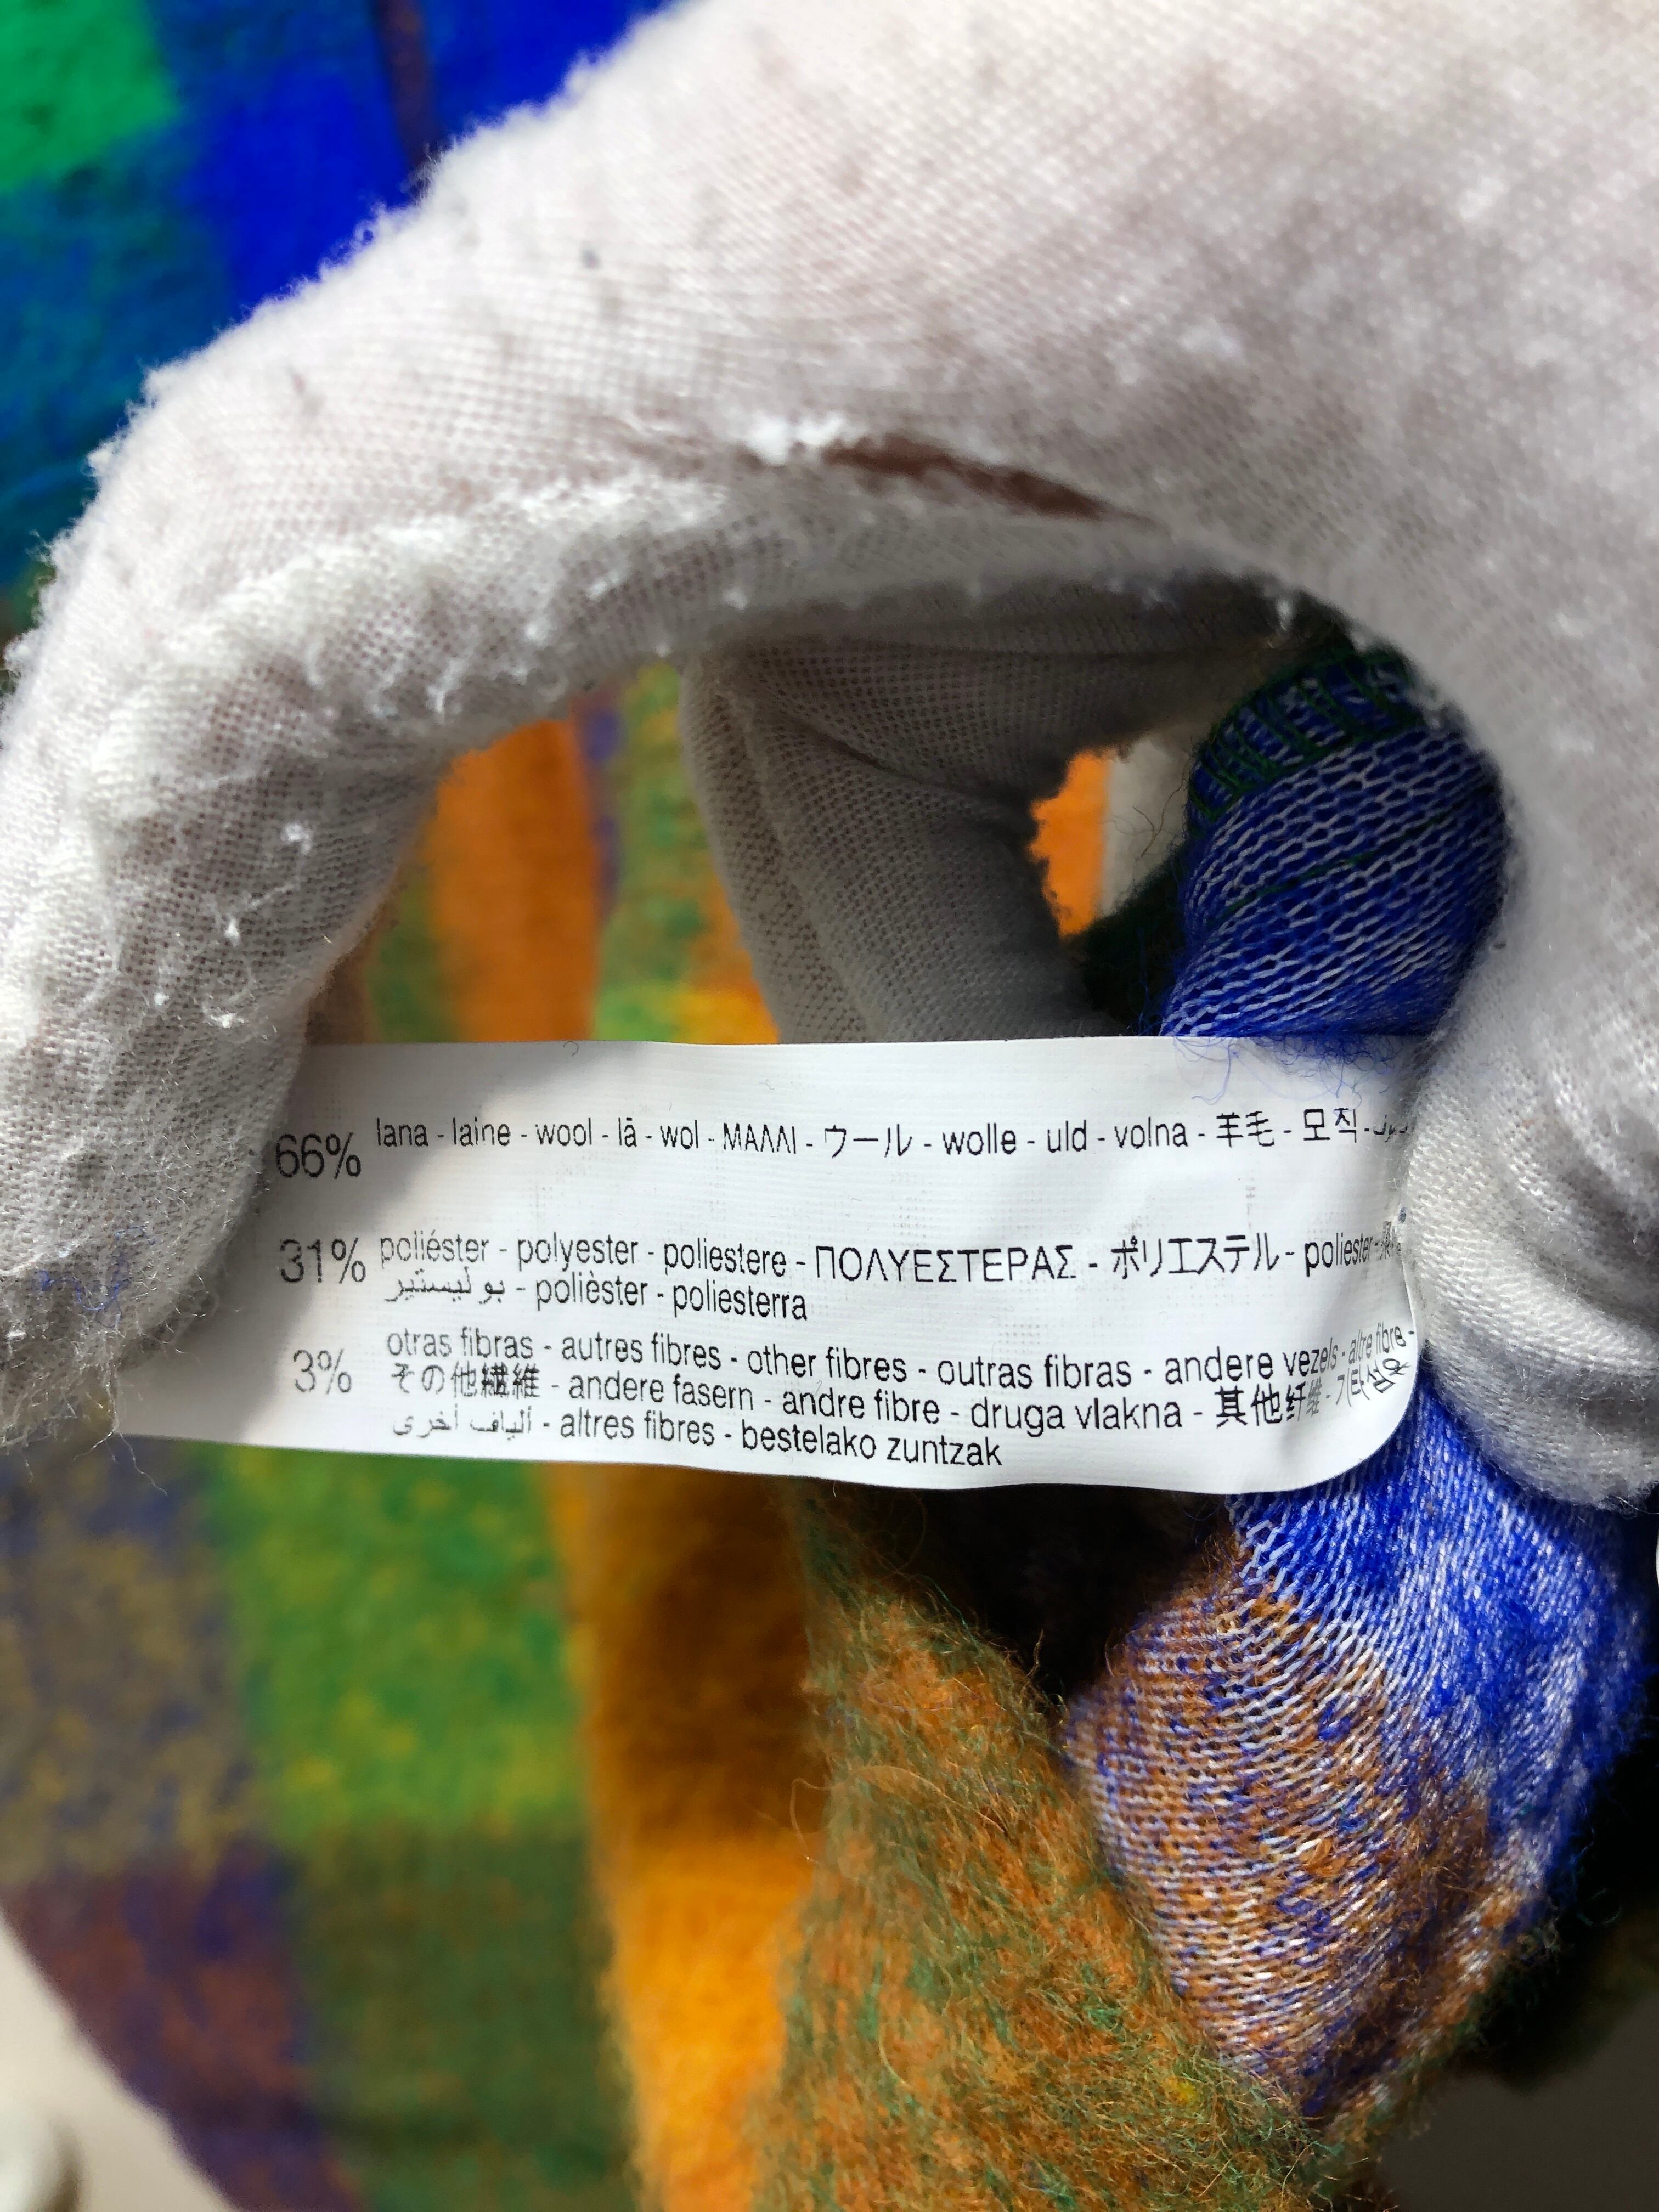 66% lana - laine - wool - lã - wol - ΜΑΛΛΙ - ウール - wolle - uld - volna - 羊毛 - 모직 -
31% poliéster - polyester - poliestere - ΠΟΛΥΕΣΤΕΡΑΣ - ポリエステル - poliester -
بوليستير - polièster - poliesterra
3% otras fibras - autres fibres - other fibres - outras fibras - andere vezels - altre fibre -
その他繊維 - andere fasern - andre fibre - druga vlakna - 其他纤维 -
ألياف أخرى - altres fibres - bestelako zuntzak